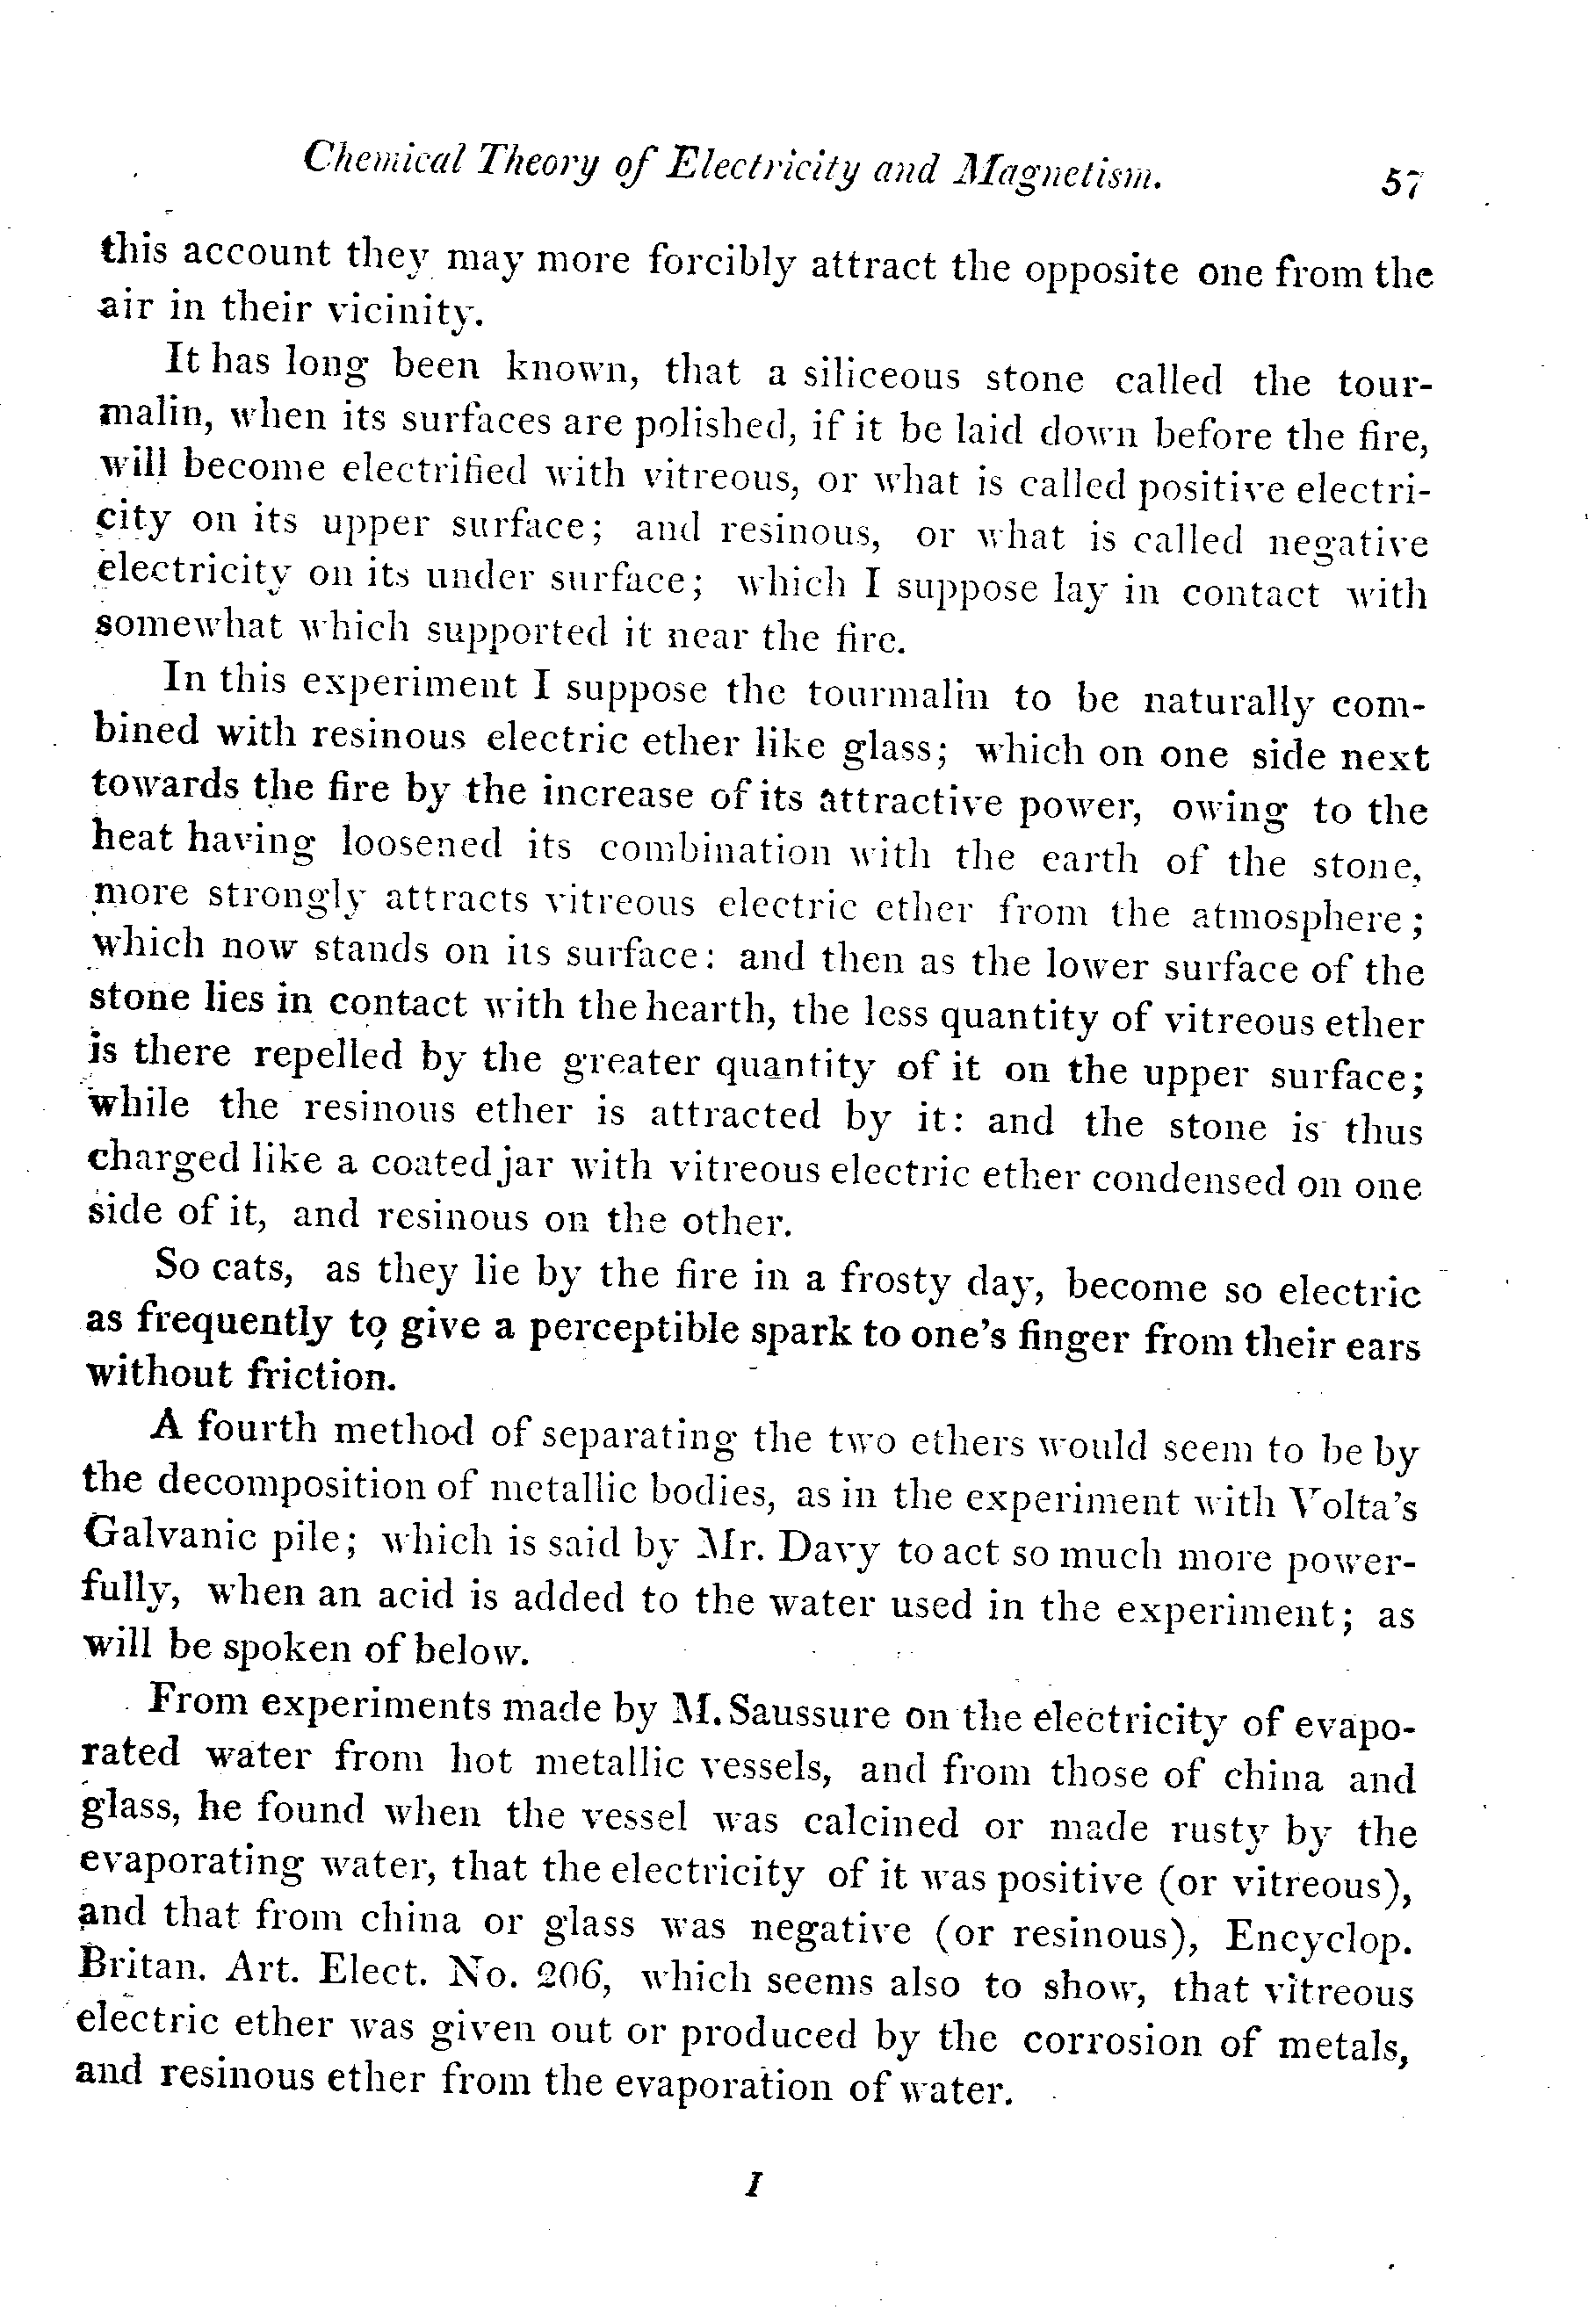 Chemical Theory of Electricity and Magnetism. 57
this account they may more forcibly attract the opposite one from the
air in their vicinity.
It has long been known, that a siliceous stone called the tour-
malin, when its surfaces are polished, if it be laid down before the fire,
will become electrified with vitreous, or what is called positive electri-
city on its upper surface; and resinous, or what is called negative
electricity on its under surface; which I suppose lay in contact with
somewhat which supported it near the fire.
In this experiment I suppose the tourmalin to be naturally com-
bined with resinous electric ether like glass; which on one side next
towards the fire by the increase of its attractive power, owing to the
heat having loosened its combination with the earth of the stone,
more strongly attracts vitreous electric ether from the atmosphere;
which now stands on its surface: and then as the lower surface of the
stone lies in contact with the hearth, the less quantity of vitreous ether
is there repelled by the greater quantity of it on the upper surface;
while the resinous ether is attracted by it: and the stone is thus
charged like a coated jar with vitreous electric ether condensed on one
side of it, and resinous on the other.
So cats, as they lie by the fire in a frosty day, become so electric
as frequently to give a perceptible spark to one's finger from their ears
without friction.
A fourth method of separating the two ethers would seem to be by
the decomposition of metallic bodies, as in the experiment with Volta's
Galvanic pile; which is said by Mr. Davy to act so much more power-
fully, when an acid is added to the water used in the experiment; as
will be spoken of below.
From experiments made by M. Saussure on the electricity of evapo-
rated water from hot metallic vessels, and from those of china and
glass, he found when the vessel was calcined or made rusty by the
evaporating water, that the electricity of it was positive (or vitreous),
and that from china or glass was negative (or resinous), Encyclop.
Britan. Art. Elect. No. 206, which seems also to show, that vitreous
electric ether was given out or produced by the corrosion of metals,
and resinous ether from the evaporation of water.
I